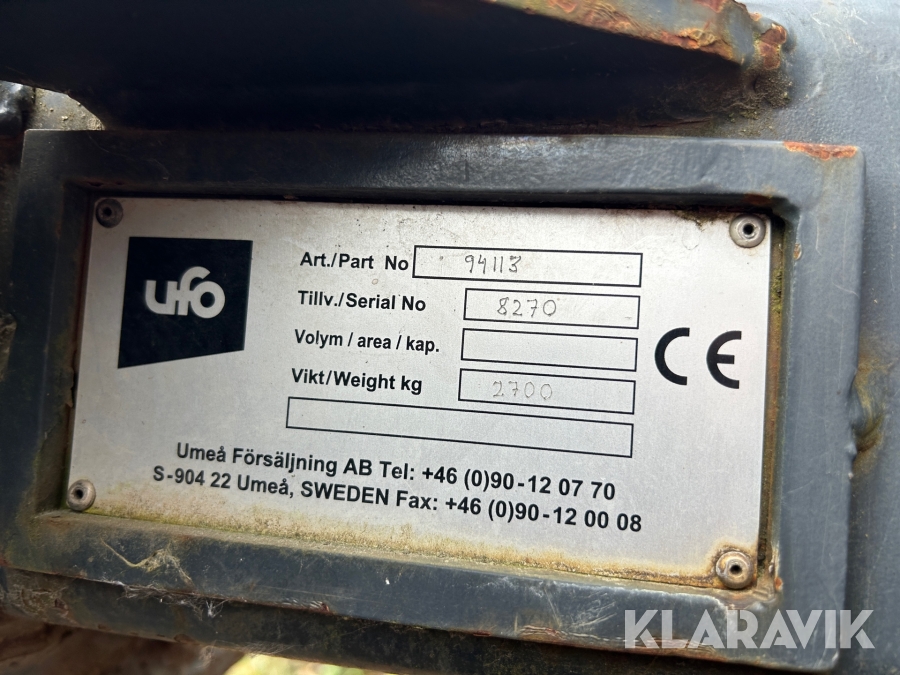 ufo
Art./Part No 94113
Tillv./Serial No 8270
Volym / area / kap.
Vikt/Weight kg 2700
CE
Umeå Försäljning AB Tel: +46 (0)90-12 07 70
S-904 22 Umeå, SWEDEN Fax: +46 (0)90-12 00 08
KLARAVIK